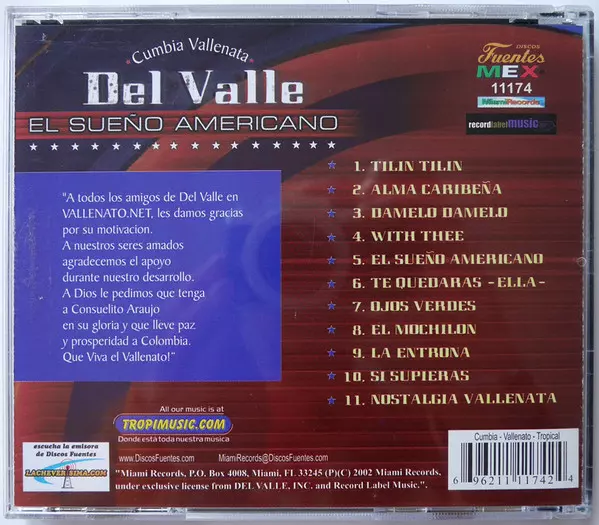 Cumbia Vallenata
Del Valle
EL SUEÑO AMERICANO
DISCOS
Fuentes
MEX
11174
MiamiRecords
recordlabelmusic
"A todos los amigos de Del Valle en
VALLENATO.NET, les damos gracias
por su motivacion.
A nuestros seres amados
agradecemos el apoyo
durante nuestro desarrollo.
A Dios le pedimos que tenga
a Consuelito Araujo
en su gloria y que lleve paz
y prosperidad a Colombia.
Que Viva el Vallenato!"
1. TILIN TILIN
2. ALMA CARIBEÑA
3. DAMELO DAMELO
4. WITH THEE
5. EL SUEÑO AMERICANO
6. TE QUEDARAS -ELLA-
7. OJOS VERDES
8. EL MOCHILON
9. LA ENTRONA
10. SI SUPIERAS
11. NOSTALGIA VALLENATA
escucha la emisora
de Discos Fuentes
LACHEVERISIMA.COM
All our music is at
TROPIMUSIC.COM
Donde está toda nuestra música
www.DiscosFuentes.com MiamiRecords@DiscosFuentes.com
"Miami Records, P.O. Box 4008, Miami, FL 33245 (P)(C) 2002 Miami Records,
under exclusive license from DEL VALLE, INC, and Record Label Music.".
Cumbia - Vallenato - Tropical
6 96211 11742 4